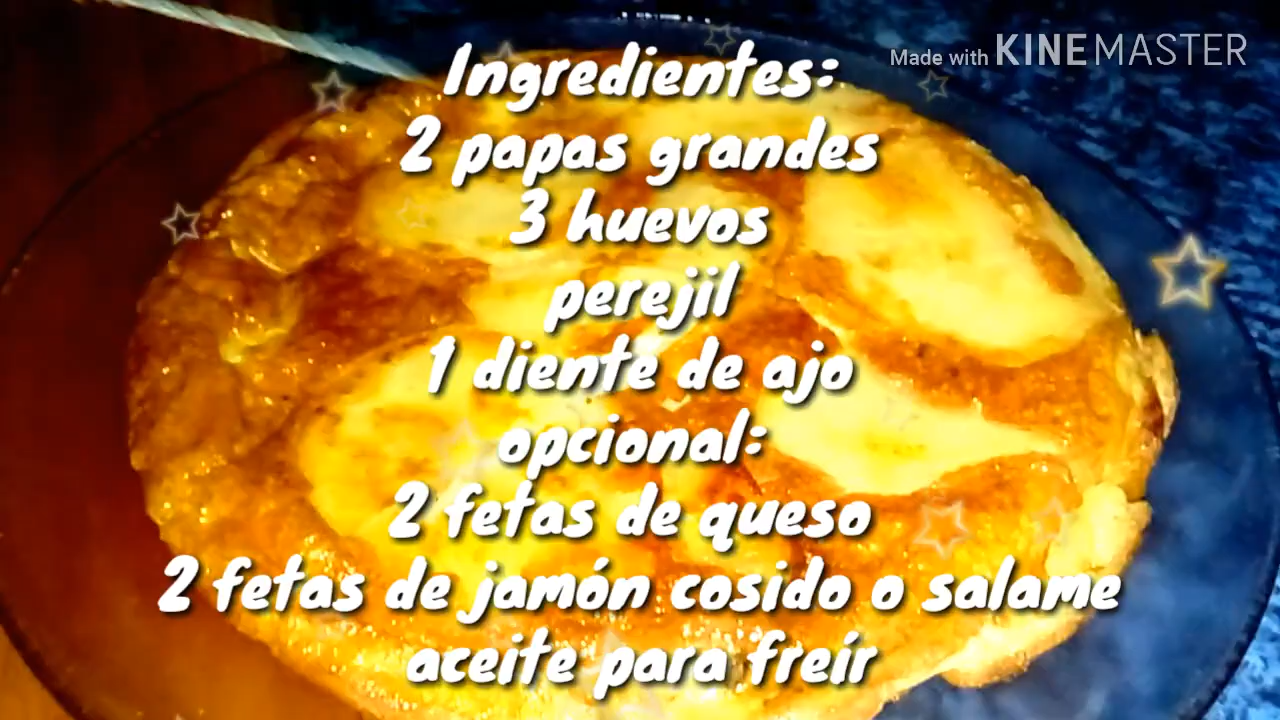 Made with KINEMASTER
Ingredientes:
2 papas grandes
3 huevos
perejil
1 diente de ajo
opcional:
2 fetas de queso
2 fetas de jamón cosido o salame
aceite para freír